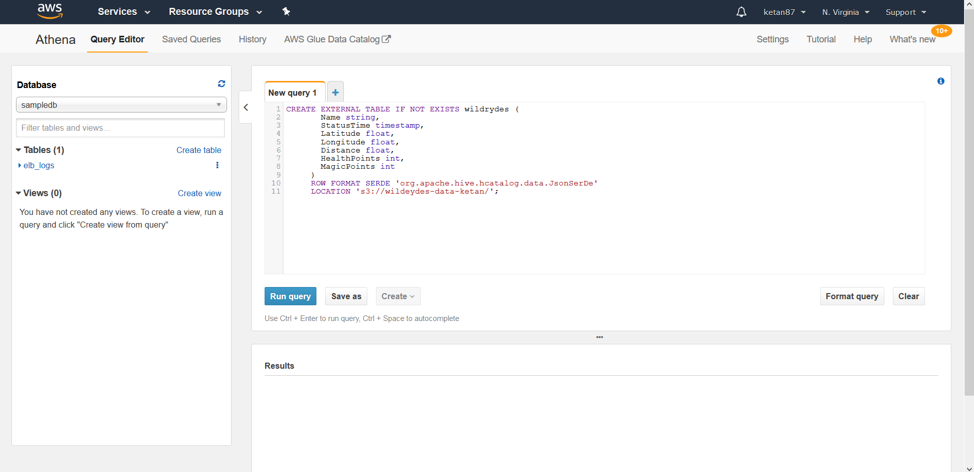 aws Services Resource Groups ketan87 N. Virginia Support
10+
Athena Query Editor Saved Queries History AWS Glue Data Catalog Settings Tutorial Help What's new
Database
sampledb
Filter tables and views...
Tables (1) Create table
elb_logs
Views (0) Create view
You have not created any views. To create a view, run a
query and click "Create view from query"
New query 1 +
1 CREATE EXTERNAL TABLE IF NOT EXISTS wildrydes (
2 Name string,
3 StatusTime timestamp,
4 Latitude float,
5 Longitude float,
6 Distance float,
7 HealthPoints int,
8 MagicPoints int
9 )
10 ROW FORMAT SERDE 'org.apache.hive.hcatalog.data.JsonSerDe'
11 LOCATION 's3://wildeydes-data-ketan/';
Run query Save as Create Format query Clear
Use Ctrl + Enter to run query, Ctrl + Space to autocomplete
Results